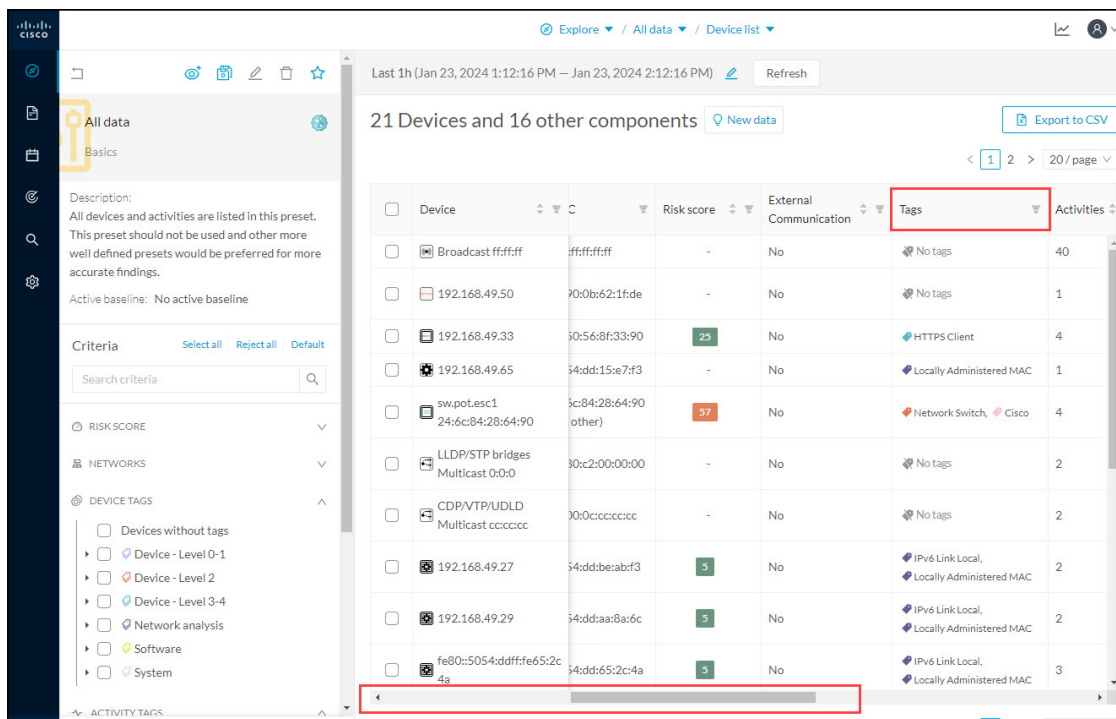 CISCO
Explore / All data / Device list
Last 1h (Jan 23, 2024 1:12:16 PM — Jan 23, 2024 2:12:16 PM) Refresh
All data
Basics
Description:
All devices and activities are listed in this preset.
This preset should not be used and other more
well defined presets would be preferred for more
accurate findings.
Active baseline: No active baseline
Criteria Select all Reject all Default
Search criteria
RISK SCORE
NETWORKS
DEVICE TAGS
Devices without tags
Device - Level 0-1
Device - Level 2
Device - Level 3-4
Network analysis
Software
System
ACTIVITY TAGS
21 Devices and 16 other components New data Export to CSV
< 1 2 > 20 / page
Device C Risk score External Communication Tags Activities
Broadcast ff:ff:ff :ff:ff:ff:ff - No No tags 40
192.168.49.50 90:0b:62:1f:de - No No tags 1
192.168.49.33 50:56:8f:33:90 25 No HTTPS Client 4
192.168.49.65 54:dd:15:e7:f3 - No Locally Administered MAC 1
sw.pot.esc1 6c:84:28:64:90 57 No Network Switch, Cisco 4
24:6c:84:28:64:90 other)
LLDP/STP bridges 80:c2:00:00:00 - No No tags 2
Multicast 0:0:0
CDP/VTP/UDLD 00:0c:cc:cc:cc - No No tags 2
Multicast cc:cc:cc
192.168.49.27 54:dd:be:ab:f3 5 No IPv6 Link Local, 2
Locally Administered MAC
192.168.49.29 54:dd:aa:8a:6c 5 No IPv6 Link Local, 2
Locally Administered MAC
fe80::5054:ddff:fe65:2c 54:dd:65:2c:4a 5 No IPv6 Link Local, 3
4a Locally Administered MAC